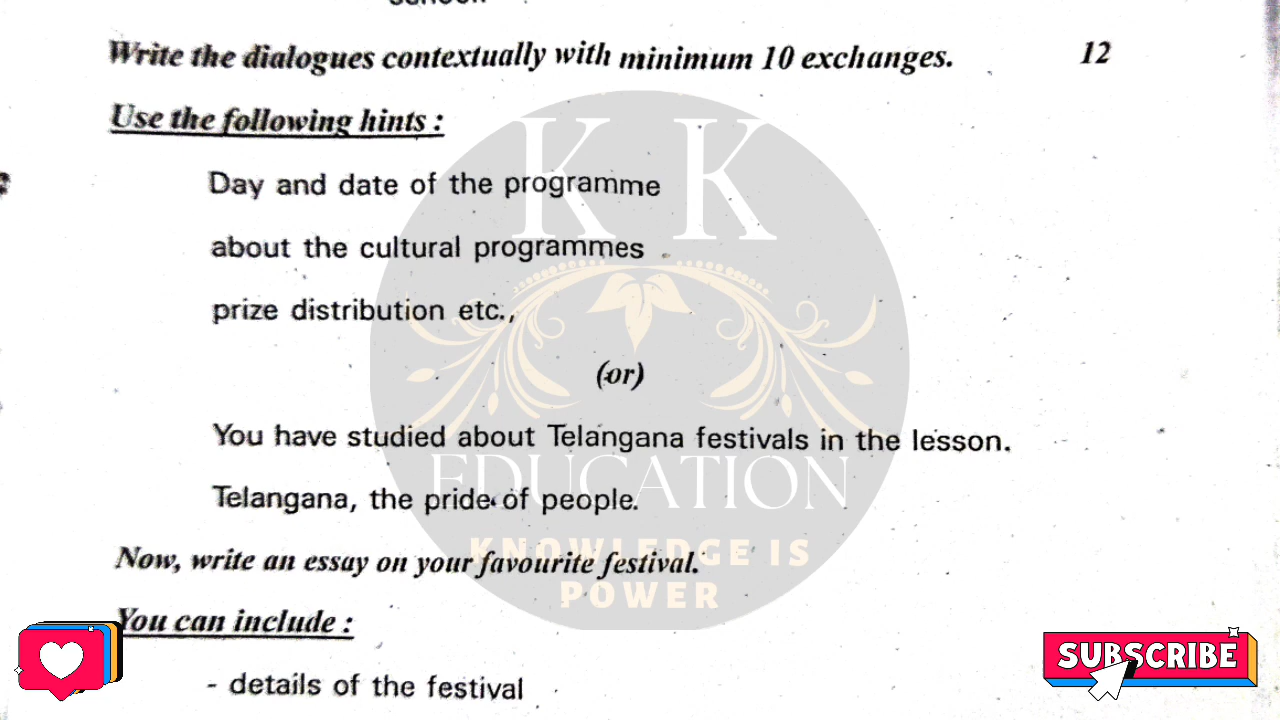 Write the dialogues contextually with minimum 10 exchanges. 12
Use the following hints :
Day and date of the programme
about the cultural programmes
prize distribution etc.,
(or)
You have studied about Telangana festivals in the lesson.
Telangana, the pride of people.
Now, write an essay on your favourite festival.
You can include :
- details of the festival
K K
EDUCATION
KNOWLEDGE IS
POWER
SUBSCRIBE